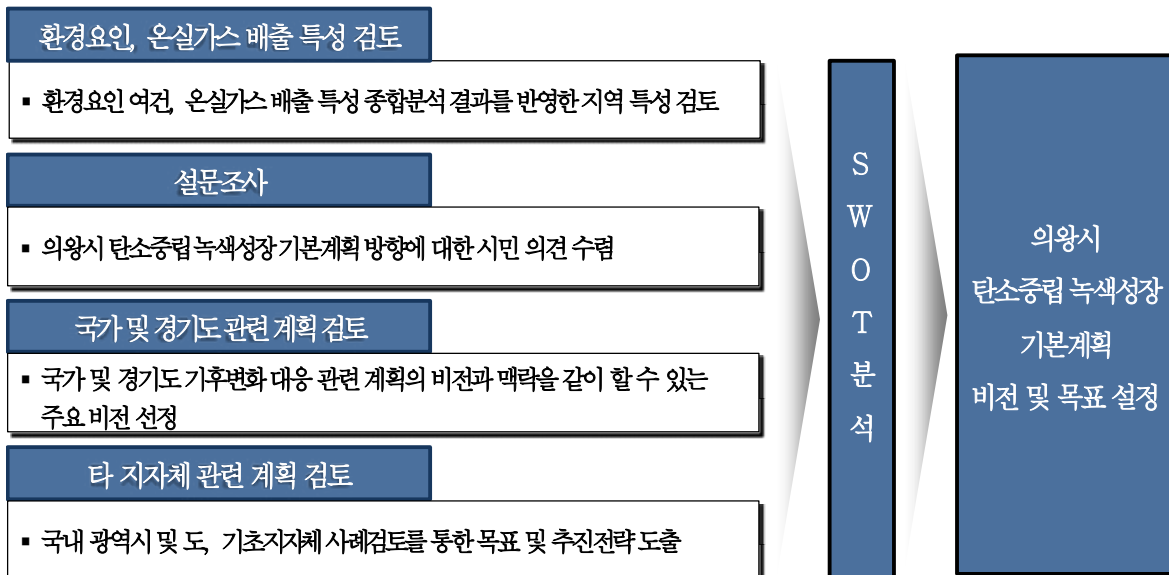 환경요인, 온실가스 배출 특성 검토
▪ 환경요인 여건, 온실가스 배출 특성 종합분석 결과를 반영한 지역 특성 검토
설문조사
▪ 의왕시 탄소중립 녹색성장 기본계획 방향에 대한 시민 의견 수렴
국가 및 경기도 관련 계획 검토
▪ 국가 및 경기도 기후변화 대응 관련 계획의 비전과 맥락을 같이 할 수 있는
주요 비전 선정
타 지자체 관련 계획 검토
▪ 국내 광역시 및 도, 기초지자체 사례검토를 통한 목표 및 추진전략 도출
S
W
O
T
분
석
의왕시
탄소중립 녹색성장
기본계획
비전 및 목표 설정